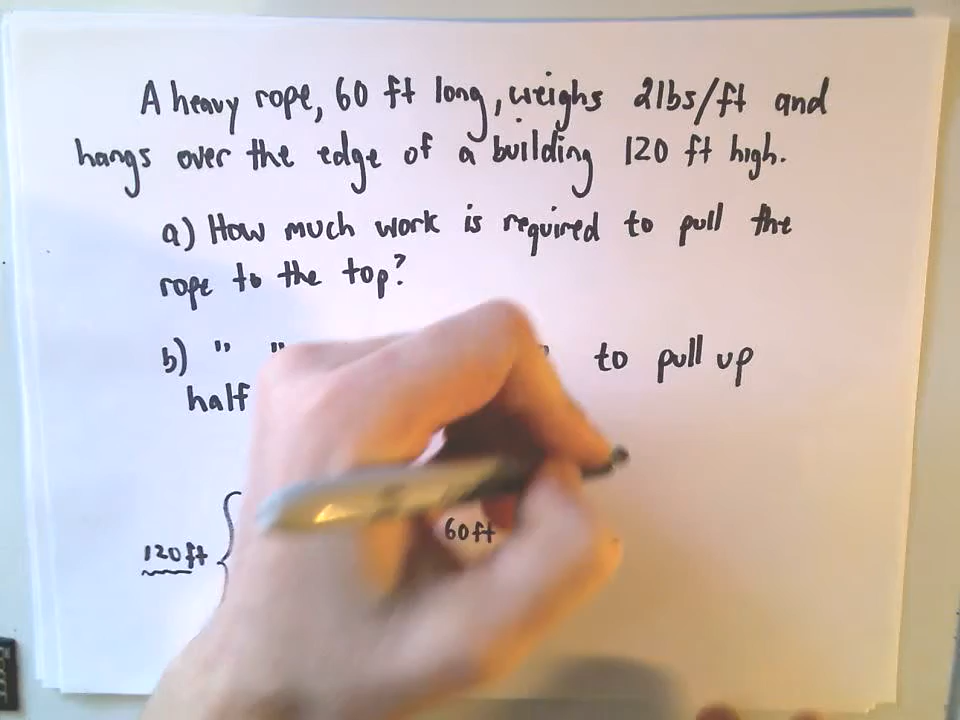 A heavy rope, 60 ft long, weighs 2lbs/ft and
hangs over the edge of a building 120 ft high.
a) How much work is required to pull the
rope to the top?
b) " " " to pull up
half
60ft
120ft